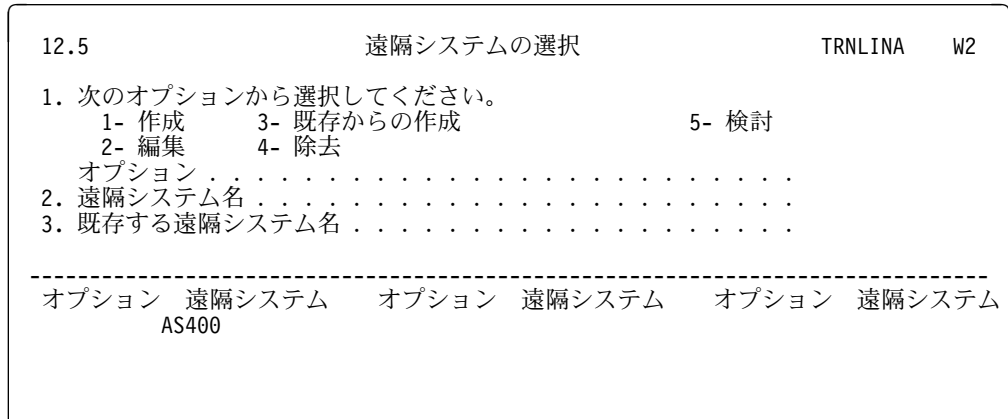 12.5 遠隔システムの選択 TRNLINA W2
1. 次のオプションから選択してください。
1- 作成 3- 既存からの作成 5- 検討
2- 編集 4- 除去
オプション . . . . . . . . . . . . . . . . . . . . . . . . .
2. 遠隔システム名 . . . . . . . . . . . . . . . . . . . . . . .
3. 既存する遠隔システム名 . . . . . . . . . . . . . . . . . . .
--------------------------------------------------------------------------------
オプション 遠隔システム オプション 遠隔システム オプション 遠隔システム
AS400